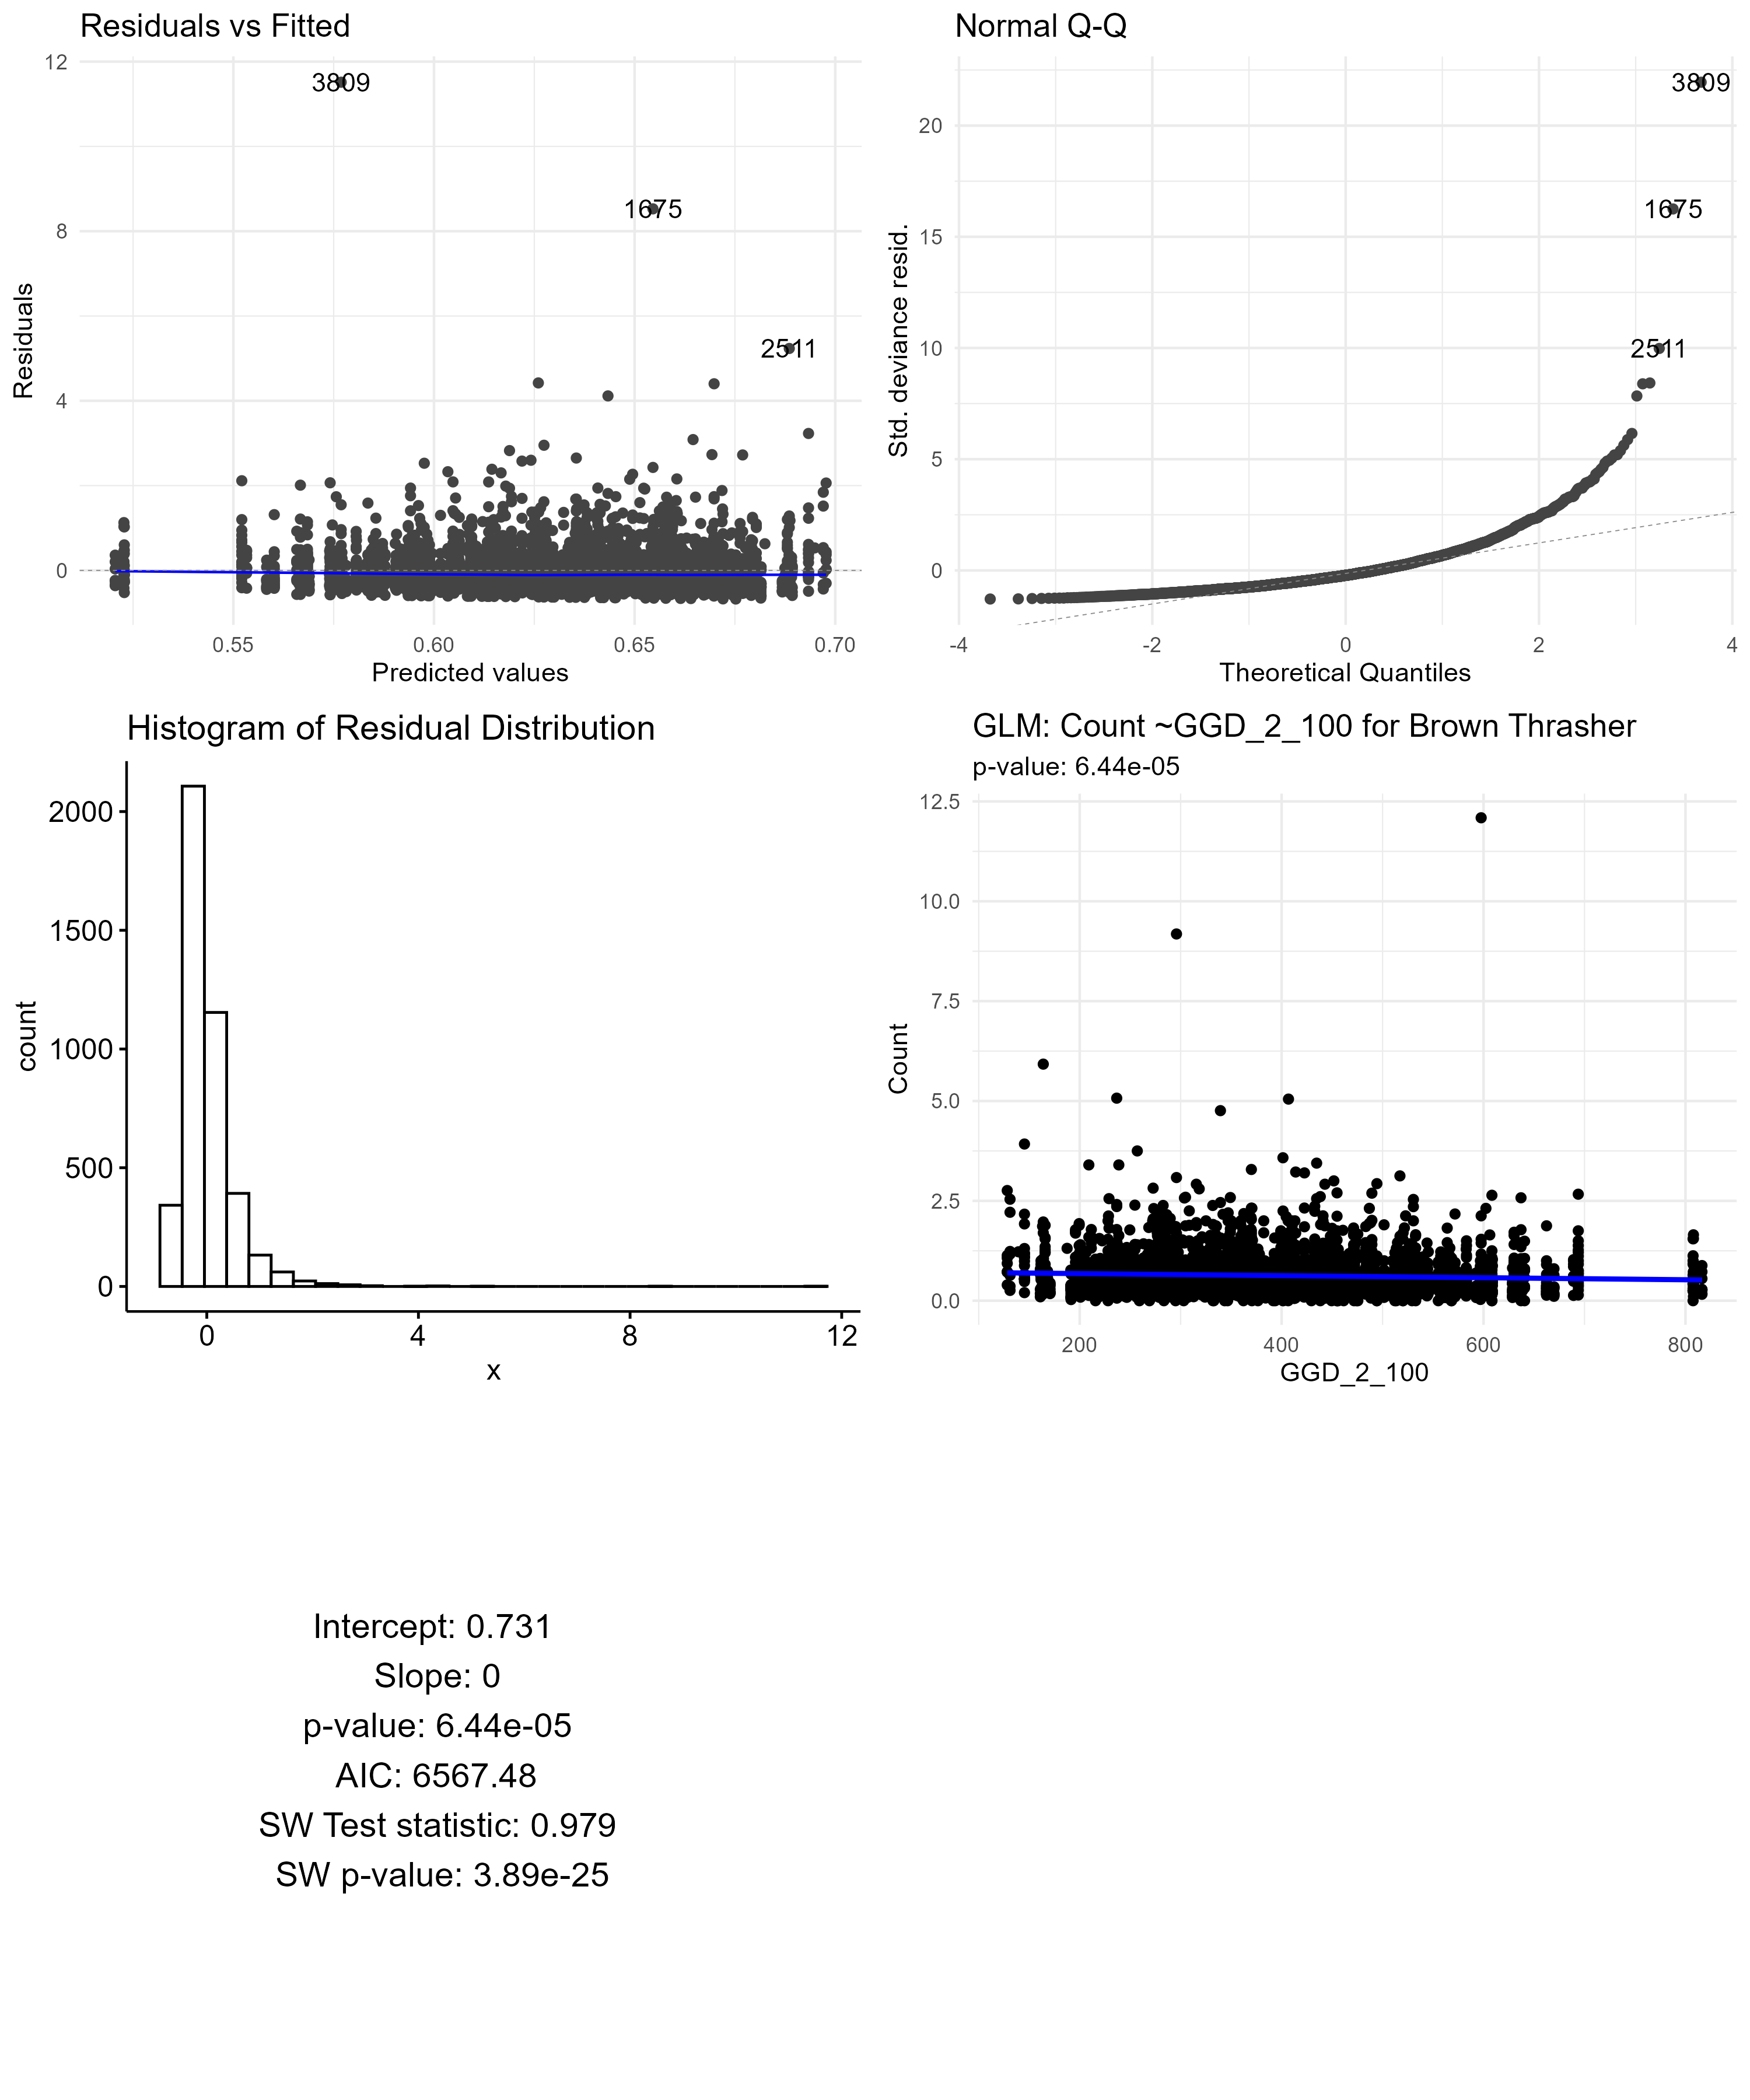 Residuals vs Fitted
12
8
4
0
Residuals
3809
1675
2511
0.55
0.60
0.65
0.70
Predicted values
Normal Q-Q
20
15
10
5
0
Std. deviance resid.
3809
1675
2511
-4
-2
0
2
4
Theoretical Quantiles
Histogram of Residual Distribution
2000
1500
1000
500
0
count
0
4
8
12
x
GLM: Count ~GGD_2_100 for Brown Thrasher
p-value: 6.44e-05
12.5
10.0
7.5
5.0
2.5
0.0
Count
200
400
600
800
GGD_2_100
Intercept: 0.731
Slope: 0
p-value: 6.44e-05
AIC: 6567.48
SW Test statistic: 0.979
SW p-value: 3.89e-25